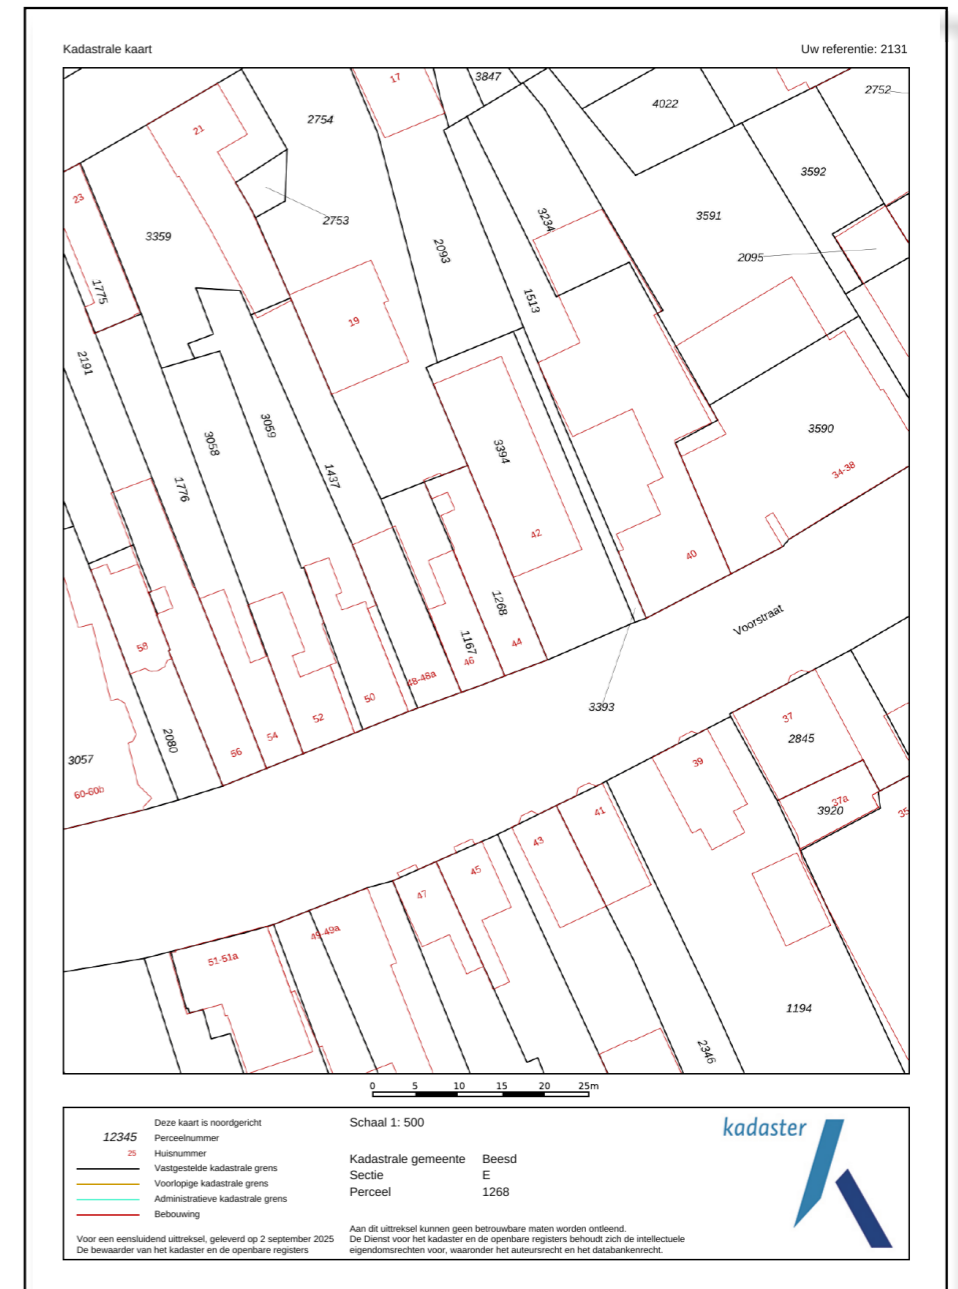 Kadastrale kaart
Uw referentie: 2131
17
3847
2752
4022
2754
21
3592
23
3234
3591
2753
3359
2093
2095
1775
1513
19
2191
3059
3590
3058
3394
34-38
1437
1776
42
40
1268
Voorstraat
58
1167
44
46
48-48a
50
3393
52
37
54
2845
2080
56
3057
39
60-60b
37a
3920
35
41
43
45
47
49-49a
51-51a
1194
2346
0 5 10 15 20 25m
Deze kaart is noordgericht
12345 Perceelnummer
25 Huisnummer
Vastgestelde kadastrale grens
Voorlopige kadastrale grens
Administratieve kadastrale grens
Bebouwing
Voor een eensluidend uittreksel, geleverd op 2 september 2025
De bewaarder van het kadaster en de openbare registers
Schaal 1: 500
Kadastrale gemeente Beesd
Sectie E
Perceel 1268
Aan dit uittreksel kunnen geen betrouwbare maten worden ontleend.
De Dienst voor het kadaster en de openbare registers behoudt zich de intellectuele
eigendomsrechten voor, waaronder het auteursrecht en het databankenrecht.
kadaster